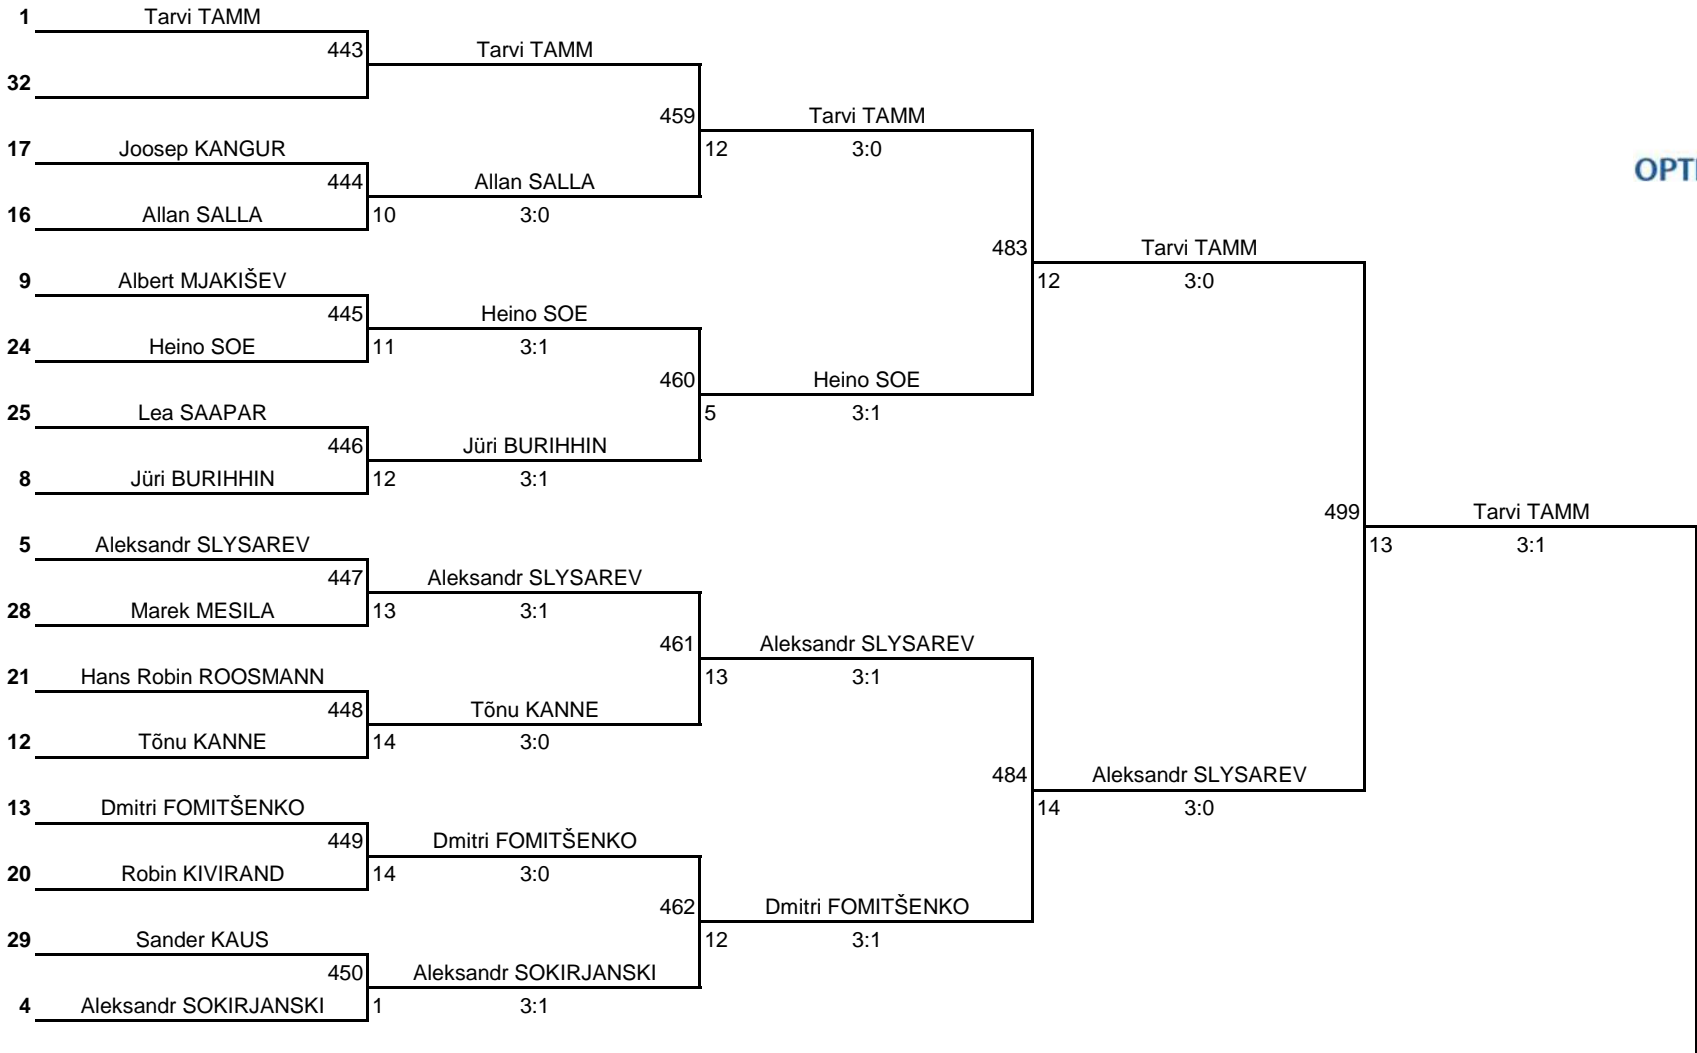 1 Tarvi TAMM
443 Tarvi TAMM
32
459 Tarvi TAMM
17 Joosep KANGUR 12 3:0
444 Allan SALLA
16 Allan SALLA 10 3:0
483 Tarvi TAMM
9 Albert MJAKIŠEV 12 3:0
445 Heino SOE
24 Heino SOE 11 3:1
460 Heino SOE
25 Lea SAAPAR 5 3:1
446 Jüri BURIHHIN
8 Jüri BURIHHIN 12 3:1
499 Tarvi TAMM
5 Aleksandr SLYSAREV 13 3:1
447 Aleksandr SLYSAREV
28 Marek MESILA 13 3:1
461 Aleksandr SLYSAREV
21 Hans Robin ROOSMANN 13 3:1
448 Tõnu KANNE
12 Tõnu KANNE 14 3:0
484 Aleksandr SLYSAREV
13 Dmitri FOMITŠENKO 14 3:0
449 Dmitri FOMITŠENKO
20 Robin KIVIRAND 14 3:0
462 Dmitri FOMITŠENKO
29 Sander KAUS 12 3:1
450 Aleksandr SOKIRJANSKI
4 Aleksandr SOKIRJANSKI 1 3:1